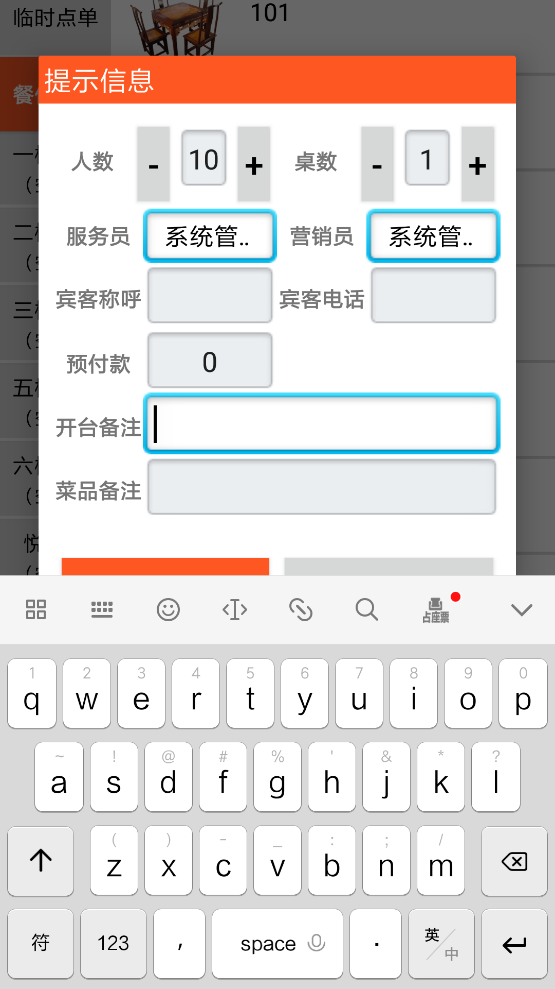 临时点单
101
提示信息
人数 - 10 + 桌数 - 1 +
服务员 系统管.. 营销员 系统管..
宾客称呼 宾客电话
预付款 0
开台备注
菜品备注
占座票
1 2 3 4 5 6 7 8 9 0
q w e r t y u i o p
~ ! @ # % ' & * ?
a s d f g h j k l
( ) - _ : ; /
z x c v b n m
符 123 , space . 英/中